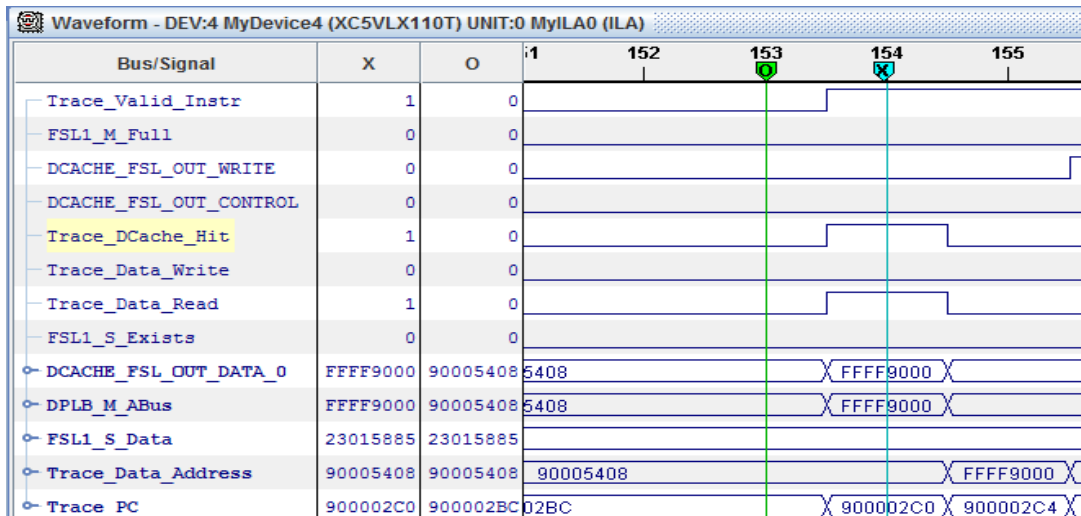 Waveform - DEV:4 MyDevice4 (XC5VLX110T) UNIT:0 MyILA0 (ILA)
Bus/Signal X O 152 153 154 155
O X
Trace_Valid_Instr 1 0
FSL1_M_Full 0 0
DCACHE_FSL_OUT_WRITE 0 0
DCACHE_FSL_OUT_CONTROL 0 0
Trace_DCache_Hit 1 0
Trace_Data_Write 0 0
Trace_Data_Read 1 0
FSL1_S_Exists 0 0
DCACHE_FSL_OUT_DATA_0 FFFF9000 90005408 5408 FFFF9000
DPLB_M_ABus FFFF9000 90005408 5408 FFFF9000
FSL1_S_Data 23015885 23015885
Trace_Data_Address 90005408 90005408 90005408 FFFF9000
Trace_PC 900002C0 900002BC 02BC 900002C0 900002C4